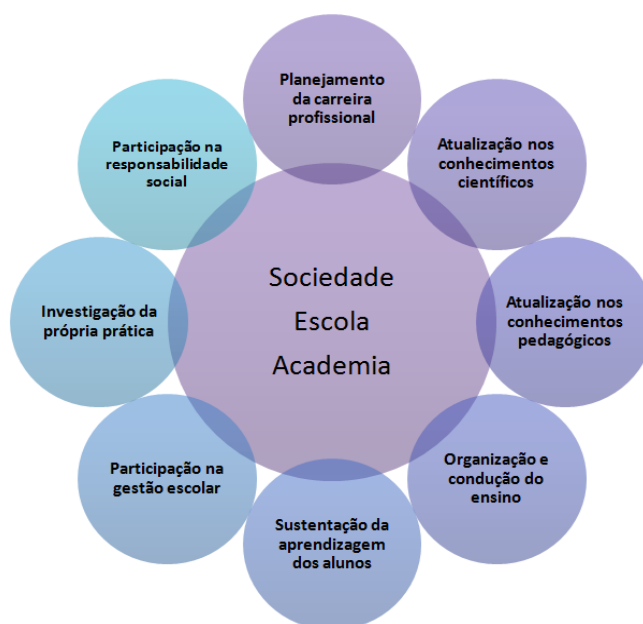 Planejamento
da carreira
profissional
Atualização nos
conhecimentos
científicos
Atualização nos
conhecimentos
pedagógicos
Organização e
condução do
ensino
Sustentação da
aprendizagem
dos alunos
Participação na
gestão escolar
Investigação da
própria prática
Participação na
responsabilidade
social
Sociedade
Escola
Academia